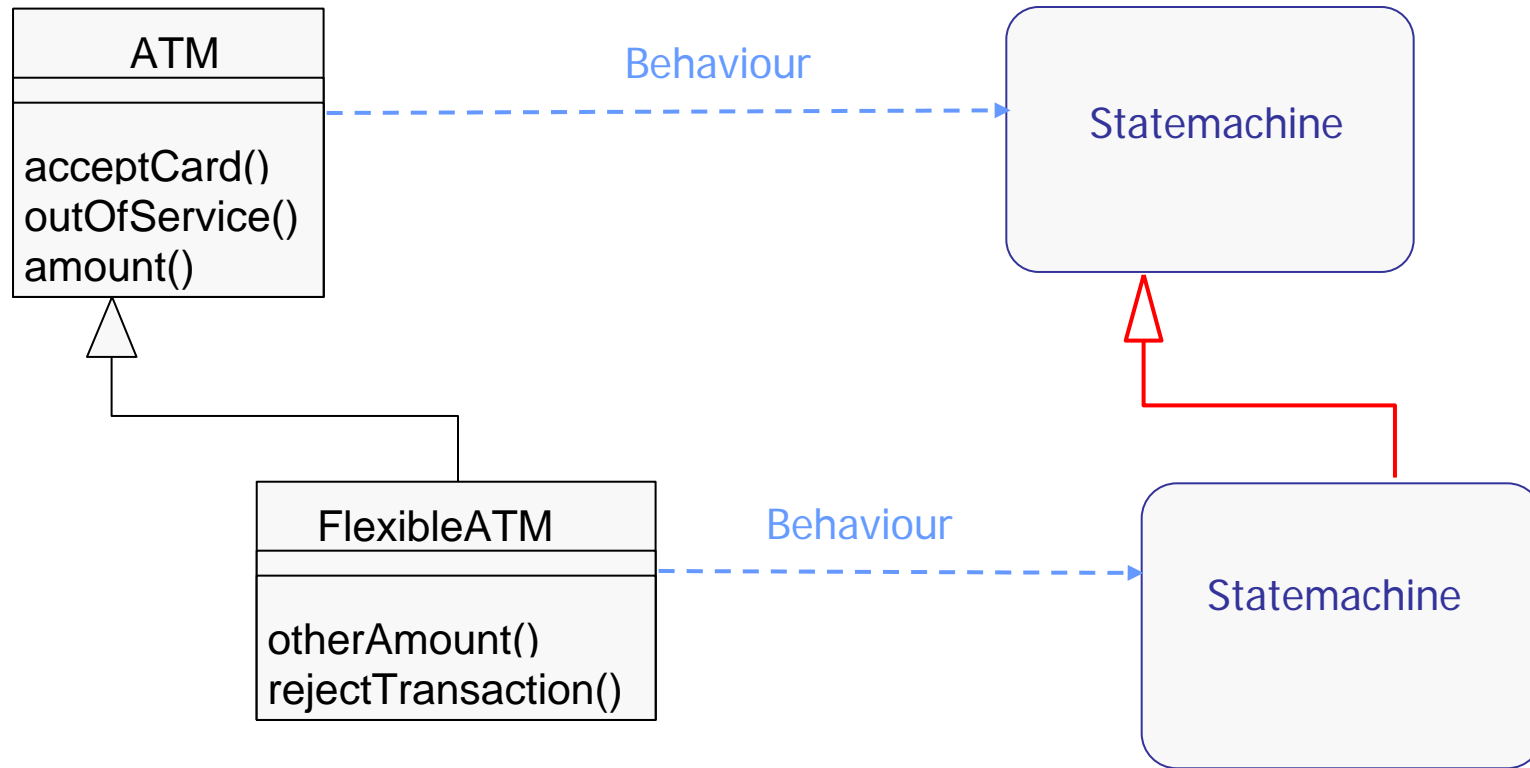 ATM
acceptCard()
outOfService()
amount()
Behaviour
Statemachine
FlexibleATM
otherAmount()
rejectTransaction()
Behaviour
Statemachine